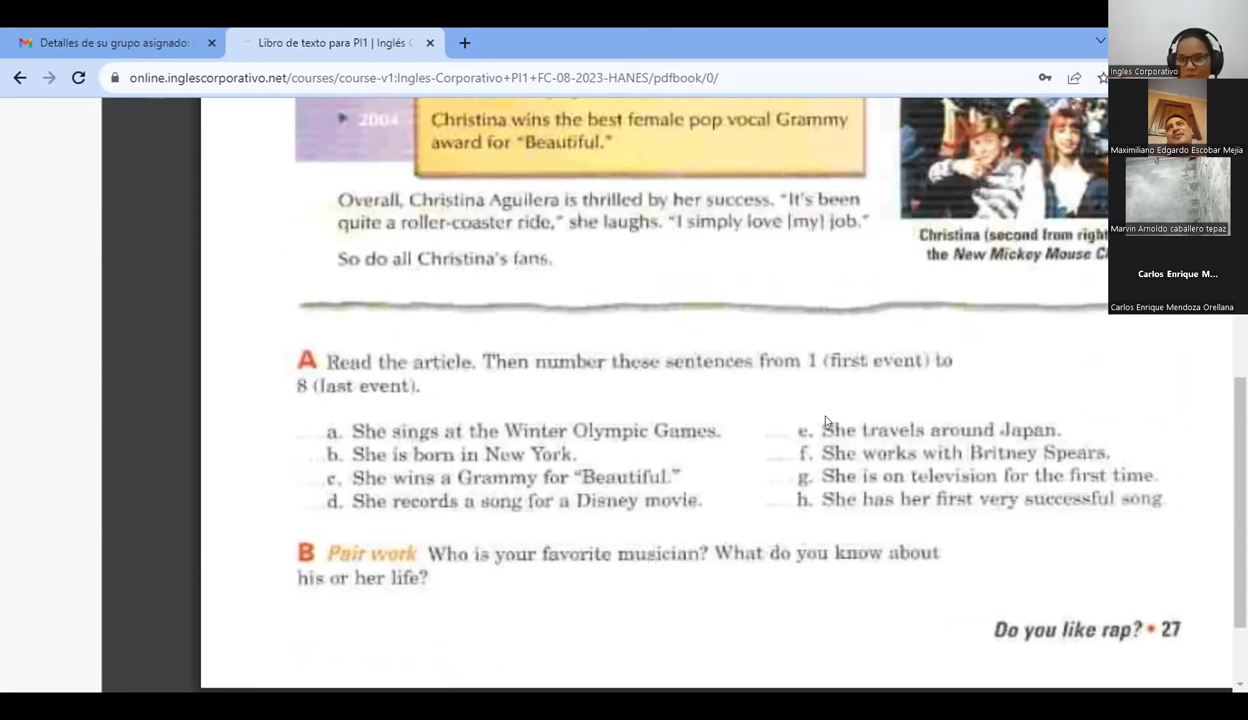 Detalles de su grupo asignado:
Libro de texto para PI1 | Inglés C
online.inglescorporativo.net/courses/course-v1:Ingles-Corporativo+PI1+FC-08-2023-HANES/pdfbook/0/
Ingles Corporativo
Maximiliano Edgardo Escobar Mejía
Marvin Arnoldo caballero tepaz
Carlos Enrique M...
Carlos Enrique Mendoza Orellana
2004
Christina wins the best female pop vocal Grammy
award for “Beautiful.”
Overall, Christina Aguilera is thrilled by her success. “It’s been
quite a roller-coaster ride,” she laughs. “I simply love [my] job.”
So do all Christina’s fans.
Christina (second from right
the New Mickey Mouse Cl
A Read the article. Then number these sentences from 1 (first event) to
8 (last event).
a. She sings at the Winter Olympic Games.
b. She is born in New York.
c. She wins a Grammy for “Beautiful.”
d. She records a song for a Disney movie.
e. She travels around Japan.
f. She works with Britney Spears.
g. She is on television for the first time.
h. She has her first very successful song
B Pair work Who is your favorite musician? What do you know about
his or her life?
Do you like rap? • 27